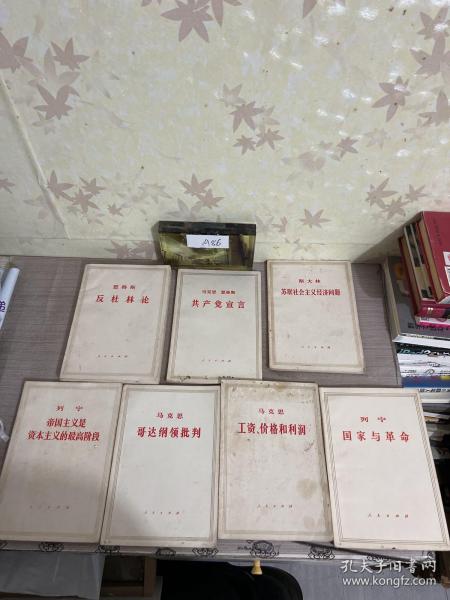 A86
恩格斯
反杜林论
人民出版社
马克思 恩格斯
共产党宣言
人民出版社
斯大林
苏联社会主义经济问题
人民出版社
列宁
帝国主义是
资本主义的最高阶段
人民出版社
马克思
哥达纲领批判
人民出版社
马克思
工资、价格和利润
人民出版社
列宁
国家与革命
人民出版社
孔夫子旧书网
www.kongfz.com